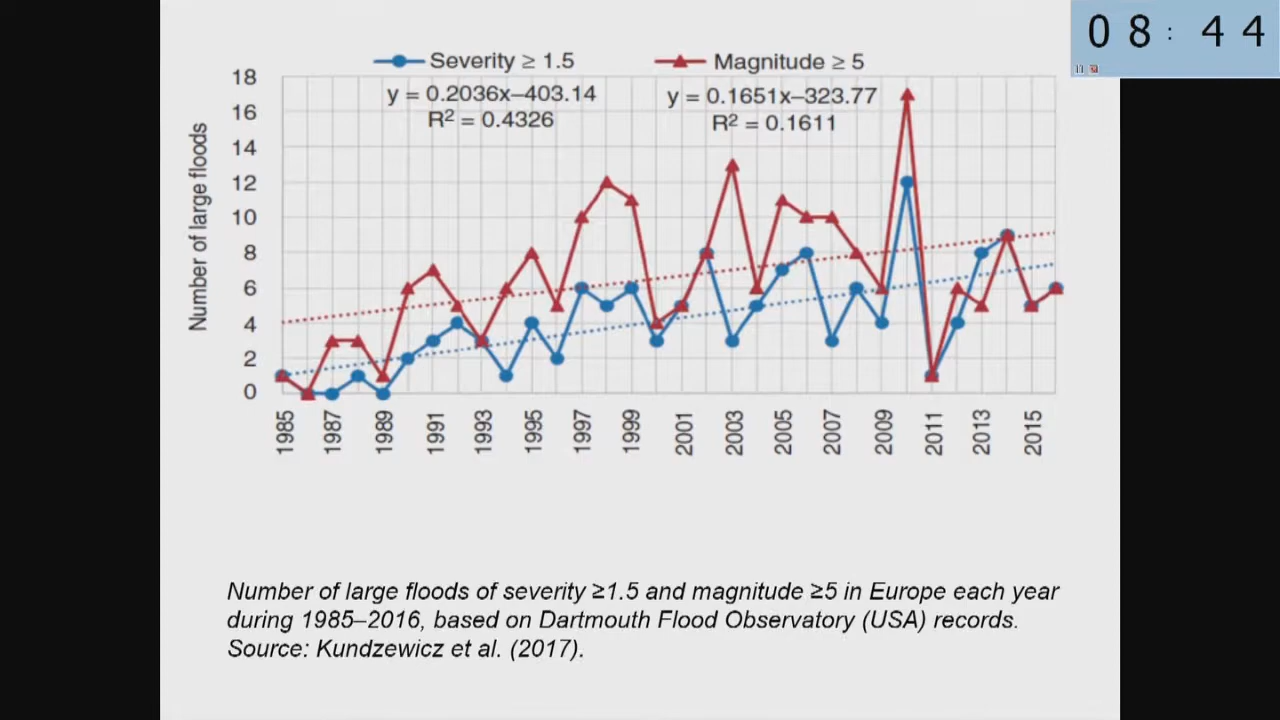 08:44
Severity ≥ 1.5
Magnitude ≥ 5
y = 0.2036x–403.14
R² = 0.4326
y = 0.1651x–323.77
R² = 0.1611
Number of large floods
18
16
14
12
10
8
6
4
2
0
1985
1987
1989
1991
1993
1995
1997
1999
2001
2003
2005
2007
2009
2011
2013
2015
Number of large floods of severity ≥1.5 and magnitude ≥5 in Europe each year
during 1985–2016, based on Dartmouth Flood Observatory (USA) records.
Source: Kundzewicz et al. (2017).